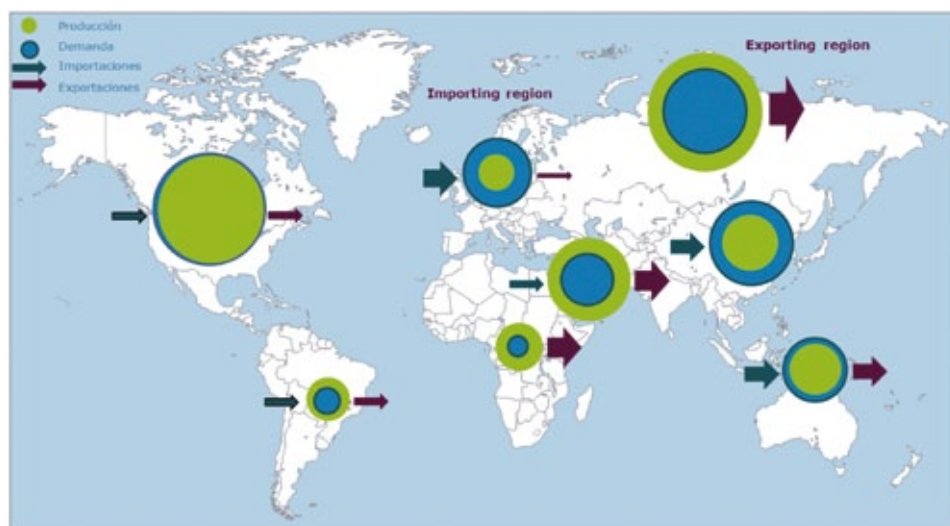 Producción
Demanda
Importaciones
Exportaciones
Importing region
Exporting region